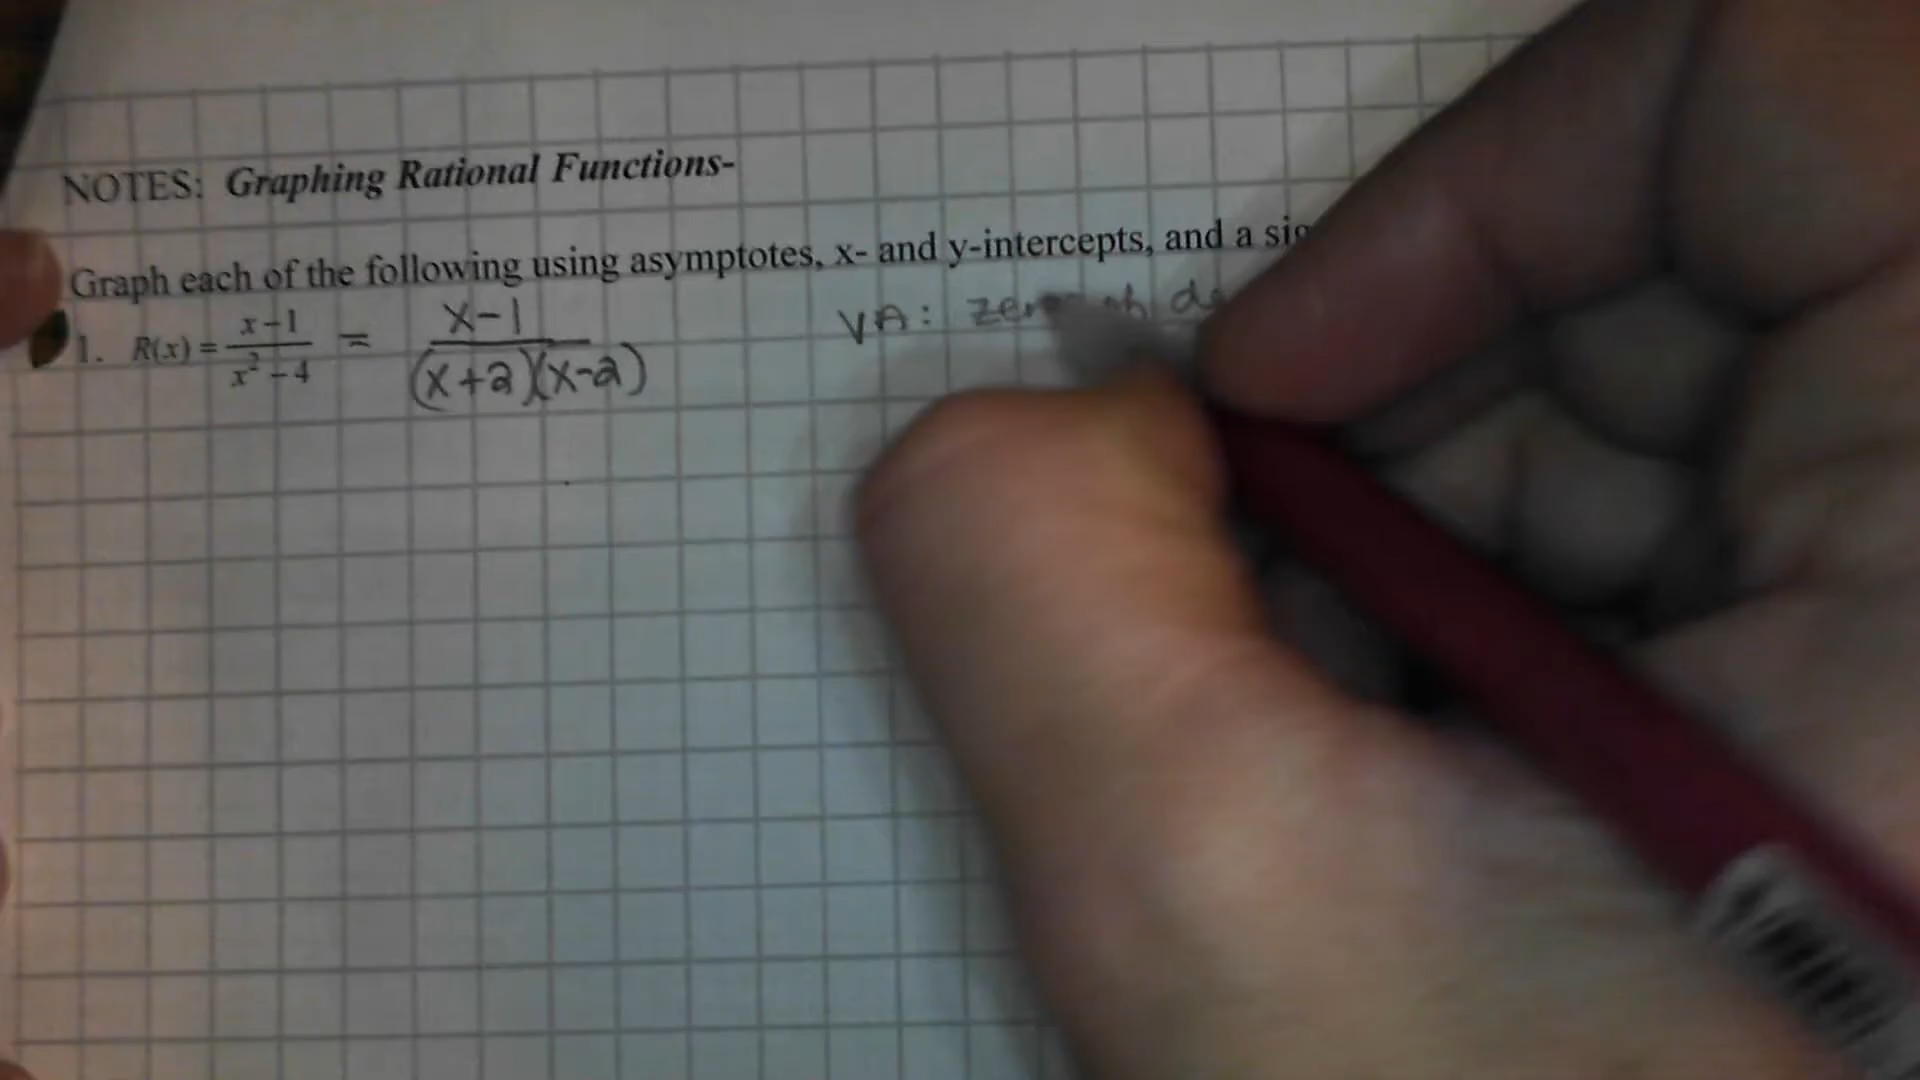 NOTES: Graphing Rational Functions-
Graph each of the following using asymptotes, x- and y-intercepts, and a
1. R(x) = x-1 / x² - 4 = x-1 / (x+2)(x-2)
VA: